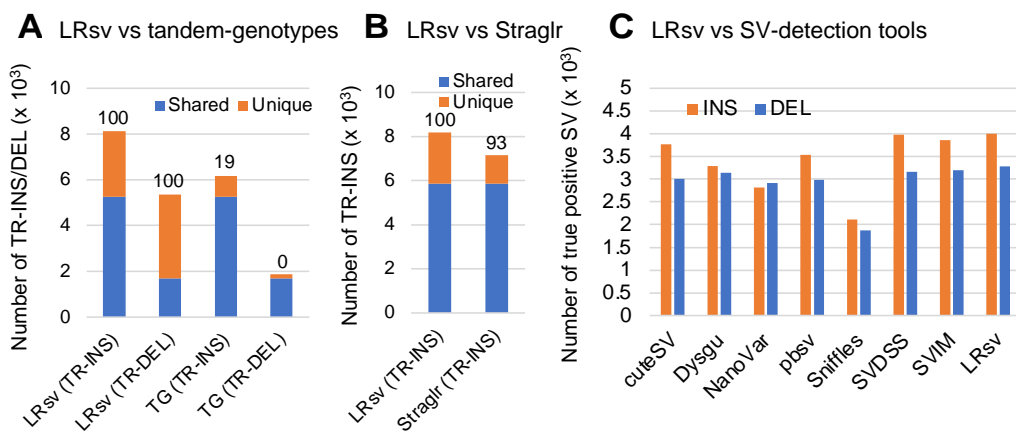 A LRsv vs tandem-genotypes
Number of TR-INS/DEL (x 10³)
10
8
6
4
2
0
Shared Unique
100
100
19
0
LRsv (TR-INS)
LRsv (TR-DEL)
TG (TR-INS)
TG (TR-DEL)
B LRsv vs Straglr
Number of TR-INS (x 10³)
10
8
6
4
2
0
Shared
Unique
100
93
LRsv (TR-INS)
Straglr (TR-INS)
C LRsv vs SV-detection tools
Number of true positive SV (x 10³)
5
4.5
4
3.5
3
2.5
2
1.5
1
0.5
0
INS DEL
cuteSV
Dysgu
NanoVar
pbsv
Sniffles
SVDSS
SVIM
LRsv